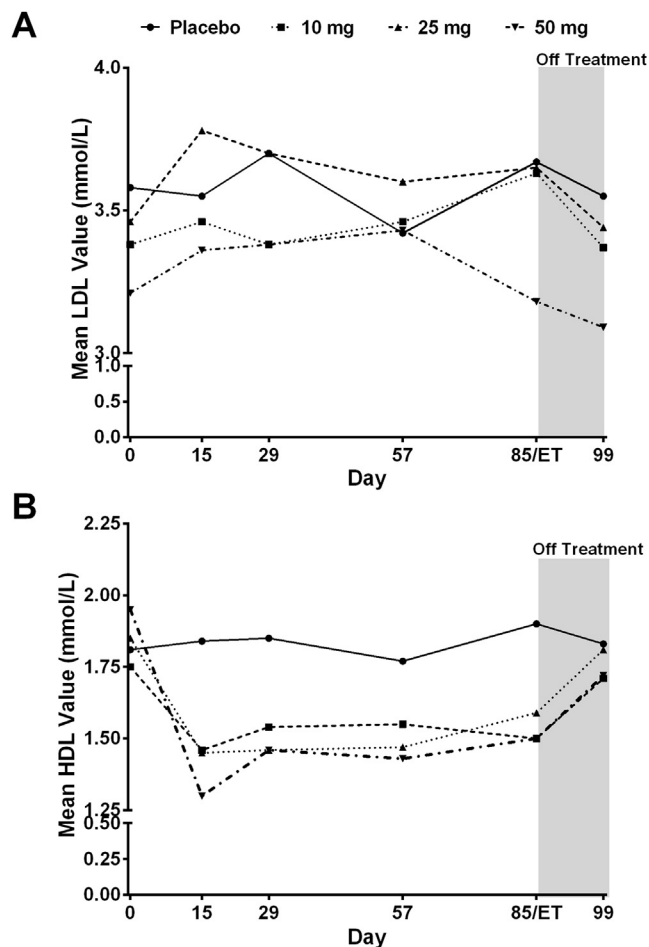 A
Placebo 10 mg 25 mg 50 mg
Off Treatment
Mean LDL Value (mmol/L)
4.0
3.5
3.0
1.0
0.5
0.0
0 15 29 57 85/ET 99
Day
B
Off Treatment
Mean HDL Value (mmol/L)
2.25
2.00
1.75
1.50
1.25
0.50
0.25
0.00
0 15 29 57 85/ET 99
Day